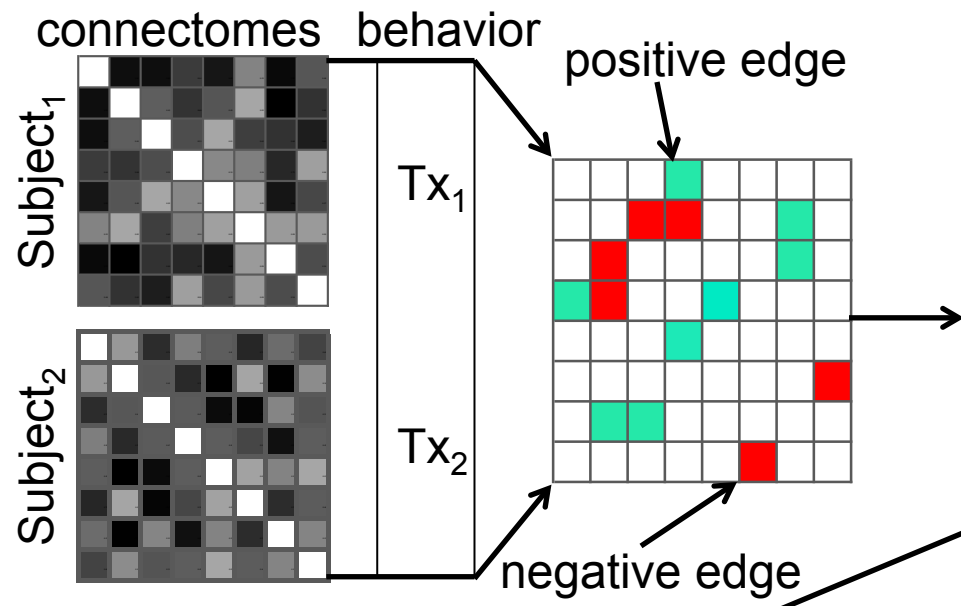 connectomes
behavior
positive edge
Subject₁
Tx₁
Subject₂
Tx₂
negative edge